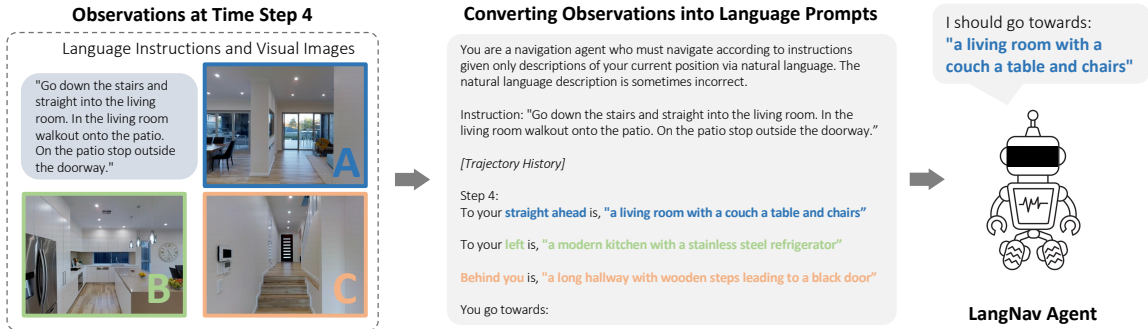 Observations at Time Step 4
Language Instructions and Visual Images
"Go down the stairs and
straight into the living
room. In the living room
walkout onto the patio.
On the patio stop outside
the doorway."
A
B
C
Converting Observations into Language Prompts
You are a navigation agent who must navigate according to instructions
given only descriptions of your current position via natural language. The
natural language description is sometimes incorrect.
Instruction: "Go down the stairs and straight into the living room. In the
living room walkout onto the patio. On the patio stop outside the doorway.”
[Trajectory History]
Step 4:
To your straight ahead is, "a living room with a couch a table and chairs”
To your left is, "a modern kitchen with a stainless steel refrigerator”
Behind you is, "a long hallway with wooden steps leading to a black door”
You go towards:
I should go towards:
"a living room with a
couch a table and chairs"
LangNav Agent